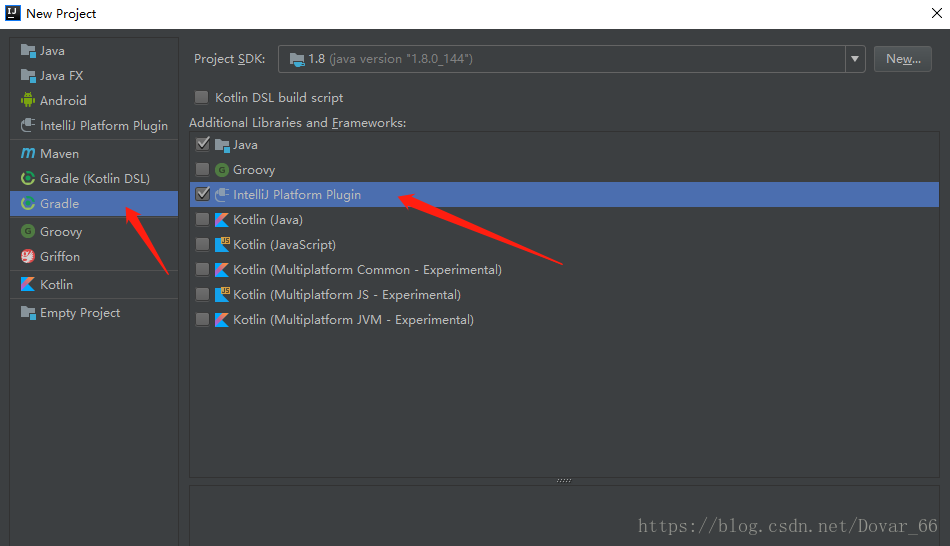 New Project
Java
Java FX
Android
IntelliJ Platform Plugin
Maven
Gradle (Kotlin DSL)
Gradle
Groovy
Griffon
Kotlin
Empty Project
Project SDK: 1.8 (java version "1.8.0_144") New...
Kotlin DSL build script
Additional Libraries and Frameworks:
Java
Groovy
IntelliJ Platform Plugin
Kotlin (Java)
Kotlin (JavaScript)
Kotlin (Multiplatform Common - Experimental)
Kotlin (Multiplatform JS - Experimental)
Kotlin (Multiplatform JVM - Experimental)
https://blog.csdn.net/Dovar_66